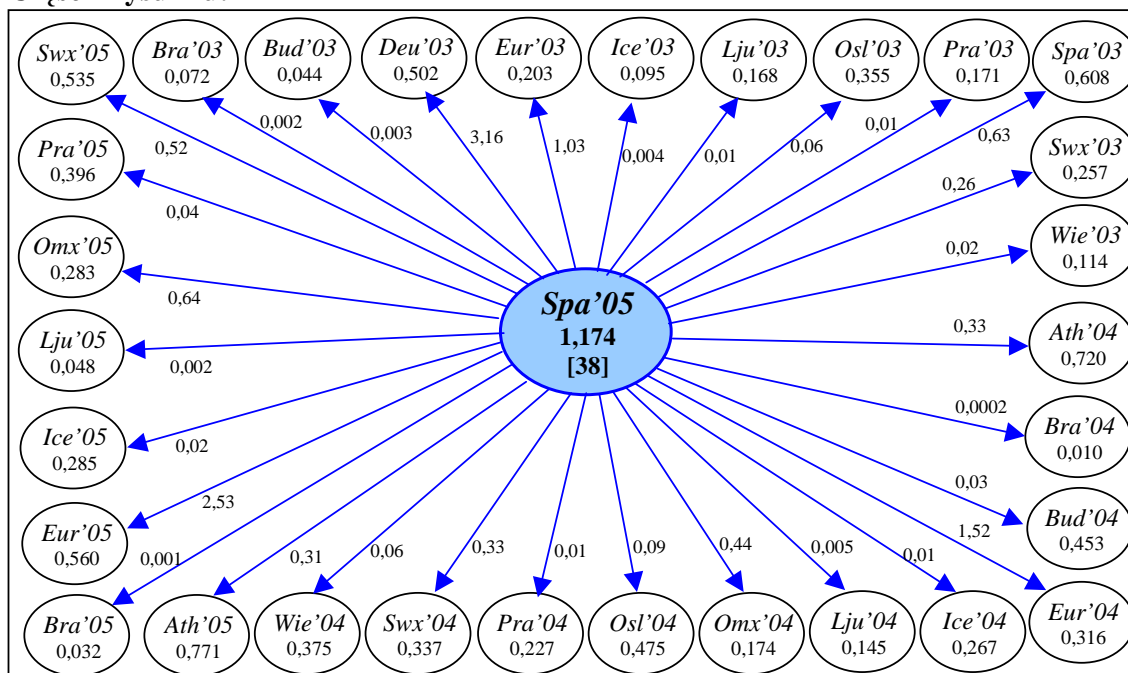 Swx'05 Bra'03 Bud'03 Deu'03 Eur'03 Ice'03 Lju'03 Osl'03 Pra'03 Spa'03
0,535 0,072 0,044 0,502 0,203 0,095 0,168 0,355 0,171 0,608
0,002 0,003 3,16 1,03 0,004 0,01 0,06 0,01 0,63
Pra'05 0,52 Swx'03
0,396 0,26 0,257
0,04
Omx'05 0,02 Wie'03
0,283 0,114
0,64
Spa'05
1,174
[38]
Lju'05 0,33 Ath'04
0,048 0,002 0,720
Ice'05 0,02 0,0002 Bra'04
0,285 0,010
0,03
Eur'05 2,53 1,52 Bud'04
0,560 0,453
0,001 0,31 0,06 0,33 0,01 0,09 0,44 0,005 0,01
Bra'05 Ath'05 Wie'04 Swx'04 Pra'04 Osl'04 Omx'04 Lju'04 Ice'04 Eur'04
0,032 0,771 0,375 0,337 0,227 0,475 0,174 0,145 0,267 0,316